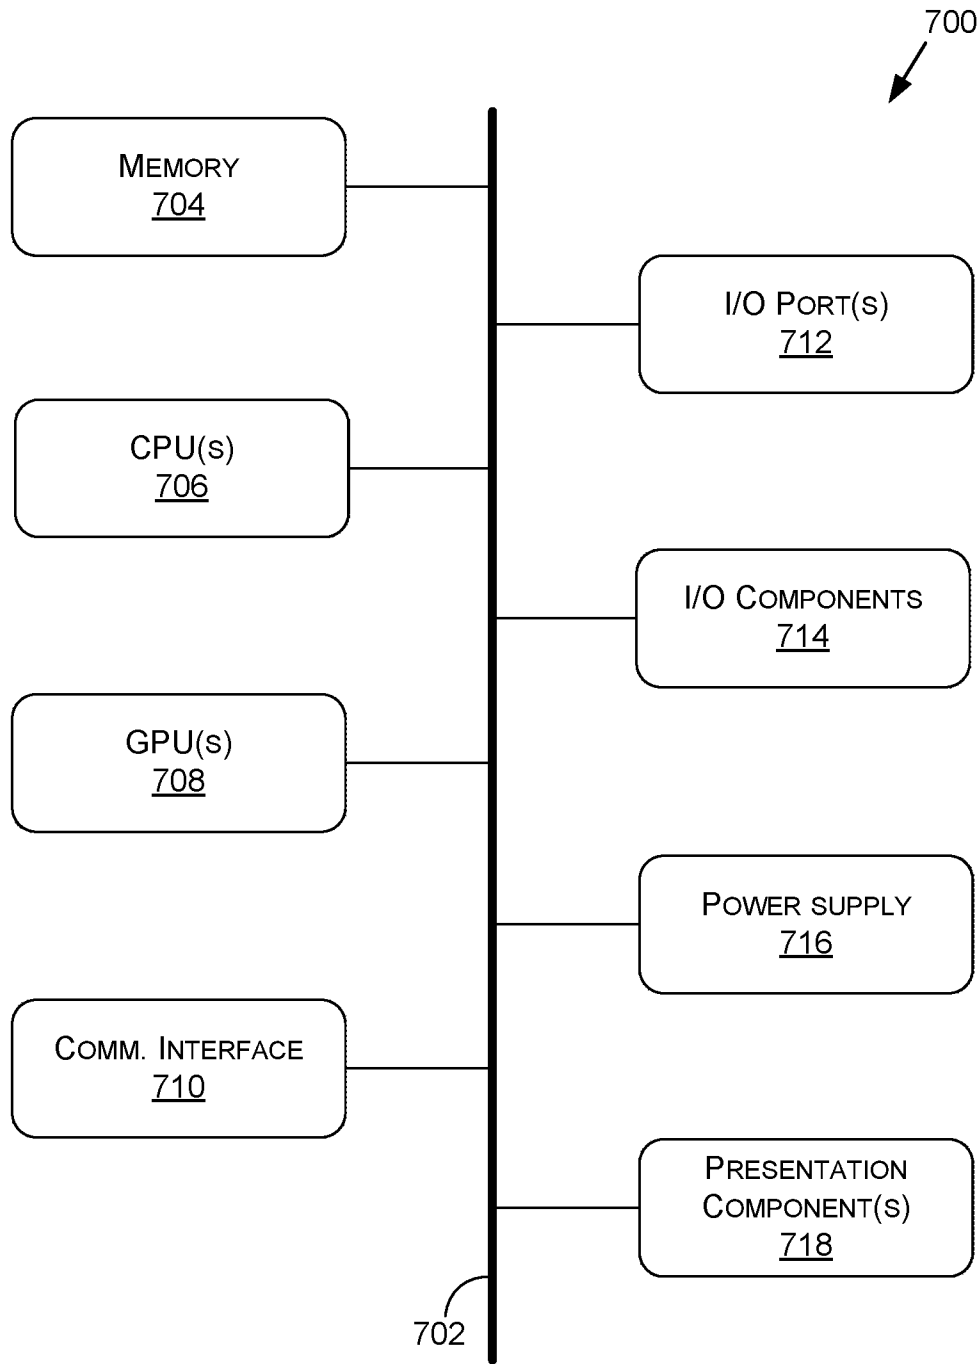 700
MEMORY
704
I/O PORT(S)
712
CPU(S)
706
I/O COMPONENTS
714
GPU(S)
708
POWER SUPPLY
716
COMM. INTERFACE
710
PRESENTATION
COMPONENT(S)
718
702